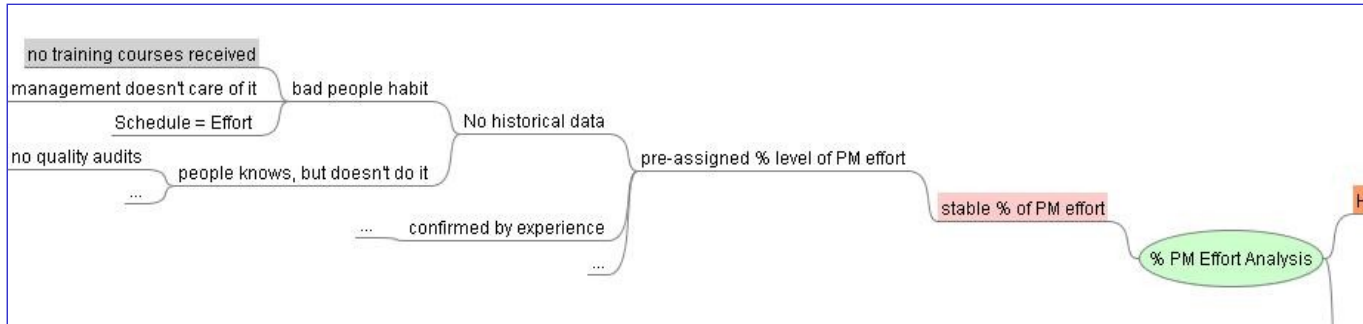 no training courses received
management doesn't care of it
bad people habit
Schedule = Effort
No historical data
no quality audits
people knows, but doesn't do it
...
pre-assigned % level of PM effort
stable % of PM effort
... confirmed by experience
...
% PM Effort Analysis